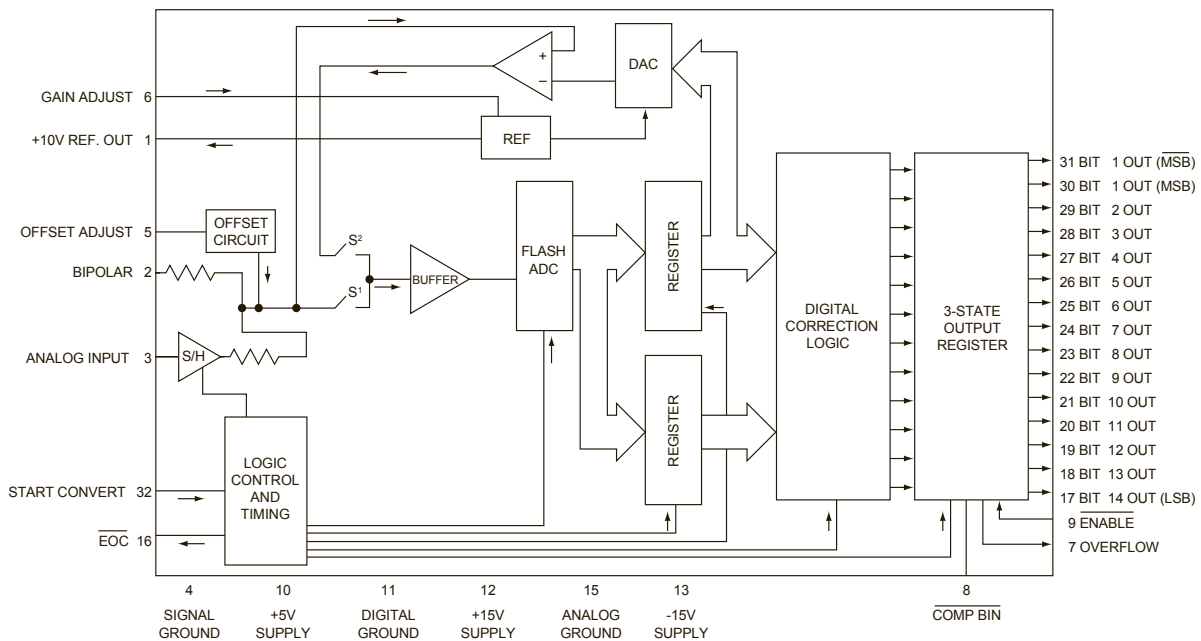 DAC
+
−
GAIN ADJUST 6
+10V REF. OUT 1
REF
31 BIT 1 OUT (M̅S̅B̅)
30 BIT 1 OUT (MSB)
29 BIT 2 OUT
28 BIT 3 OUT
27 BIT 4 OUT
26 BIT 5 OUT
25 BIT 6 OUT
24 BIT 7 OUT
23 BIT 8 OUT
22 BIT 9 OUT
21 BIT 10 OUT
20 BIT 11 OUT
19 BIT 12 OUT
18 BIT 13 OUT
17 BIT 14 OUT (LSB)
9 E̅N̅A̅B̅L̅E̅
7 OVERFLOW
OFFSET ADJUST 5
OFFSET
CIRCUIT
BIPOLAR 2
S²
S¹
BUFFER
FLASH
ADC
REGISTER
REGISTER
DIGITAL
CORRECTION
LOGIC
3-STATE
OUTPUT
REGISTER
ANALOG INPUT 3
S/H
LOGIC
CONTROL
AND
TIMING
START CONVERT 32
E̅O̅C̅ 16
4
SIGNAL
GROUND
10
+5V
SUPPLY
11
DIGITAL
GROUND
12
+15V
SUPPLY
15
ANALOG
GROUND
13
-15V
SUPPLY
8
C̅O̅M̅P̅ ̅B̅I̅N̅